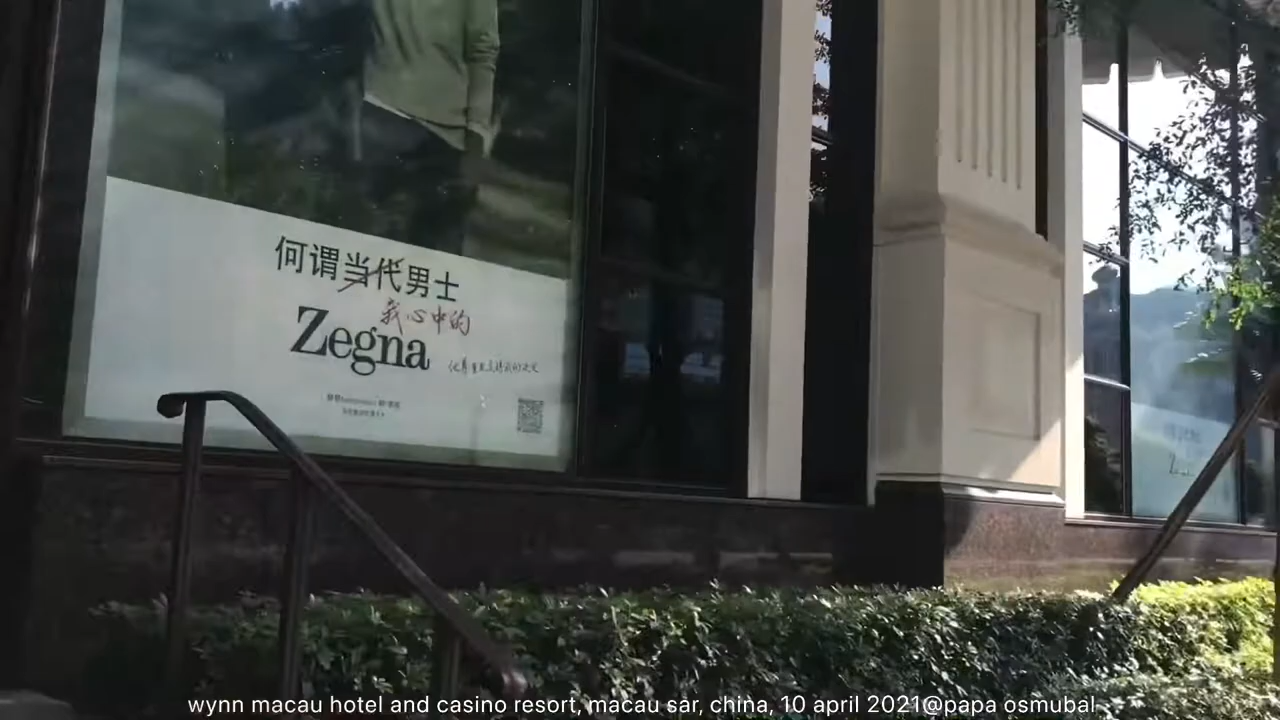 何谓当代男士
我心中的
Zegna
wynn macau hotel and casino resort, macau sar, china, 10 april 2021@papa osmubal